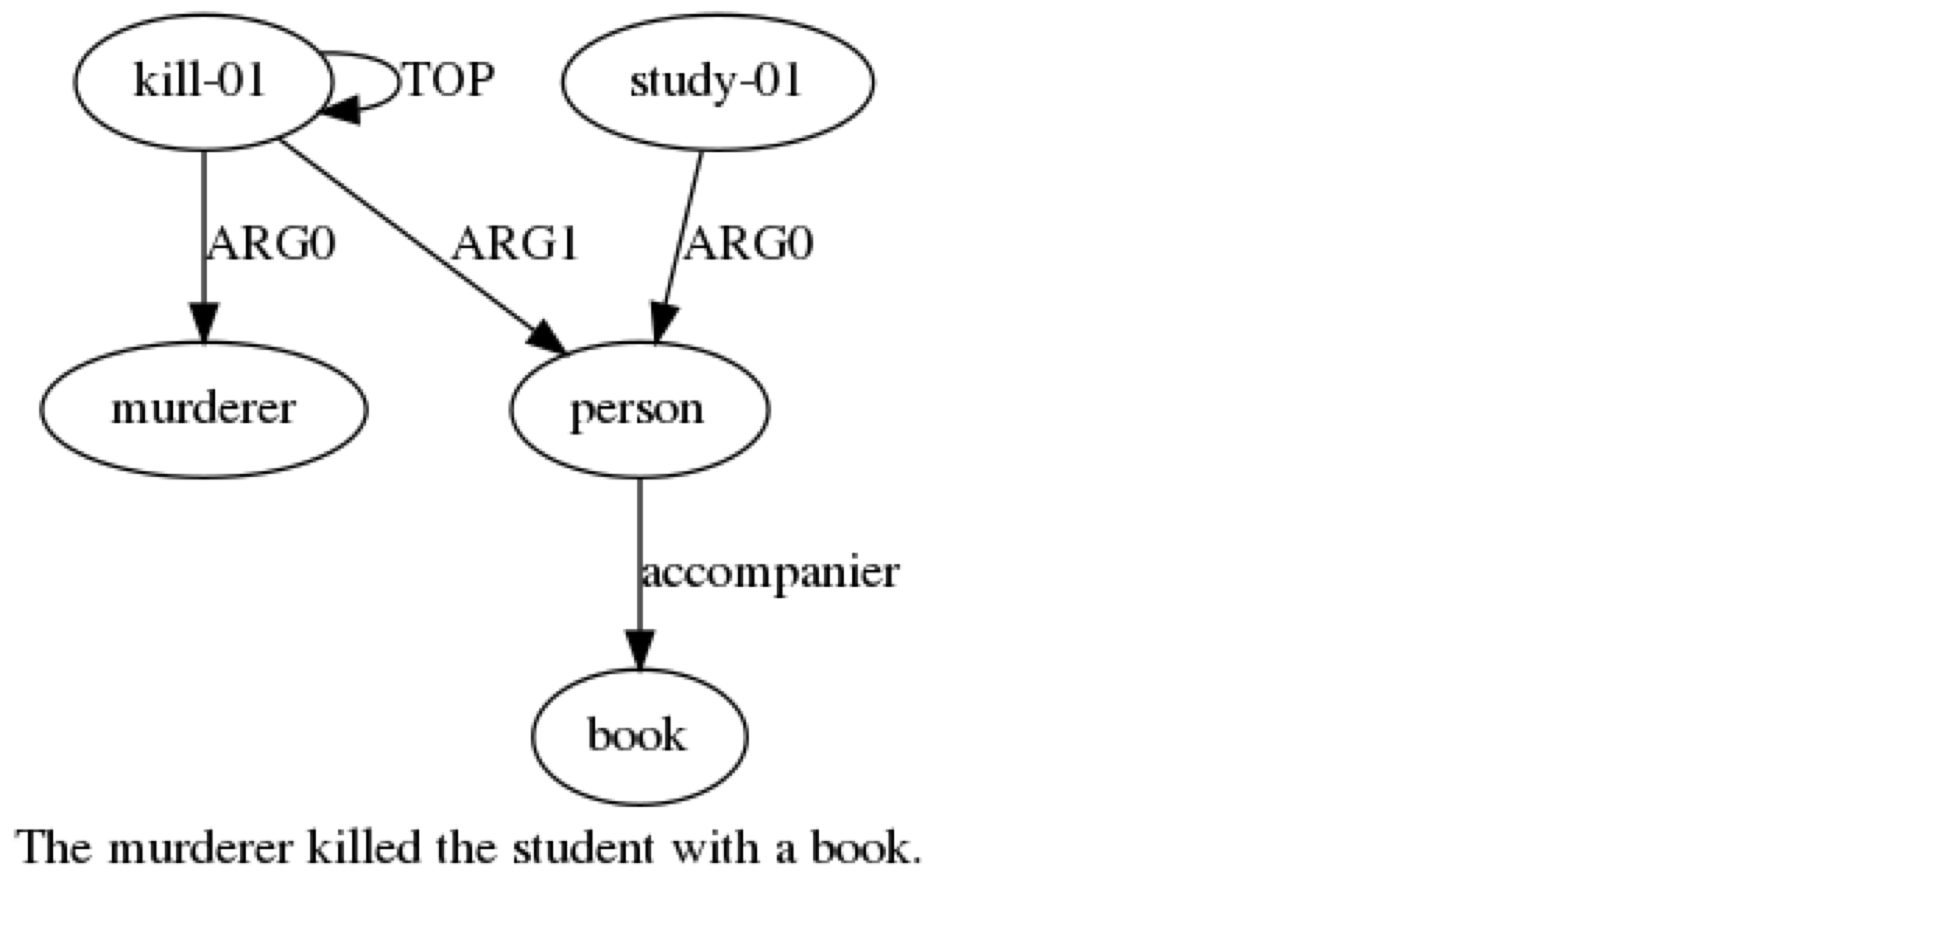 kill-01
TOP
study-01
ARG0
ARG1
ARG0
murderer
person
accompanier
book
The murderer killed the student with a book.